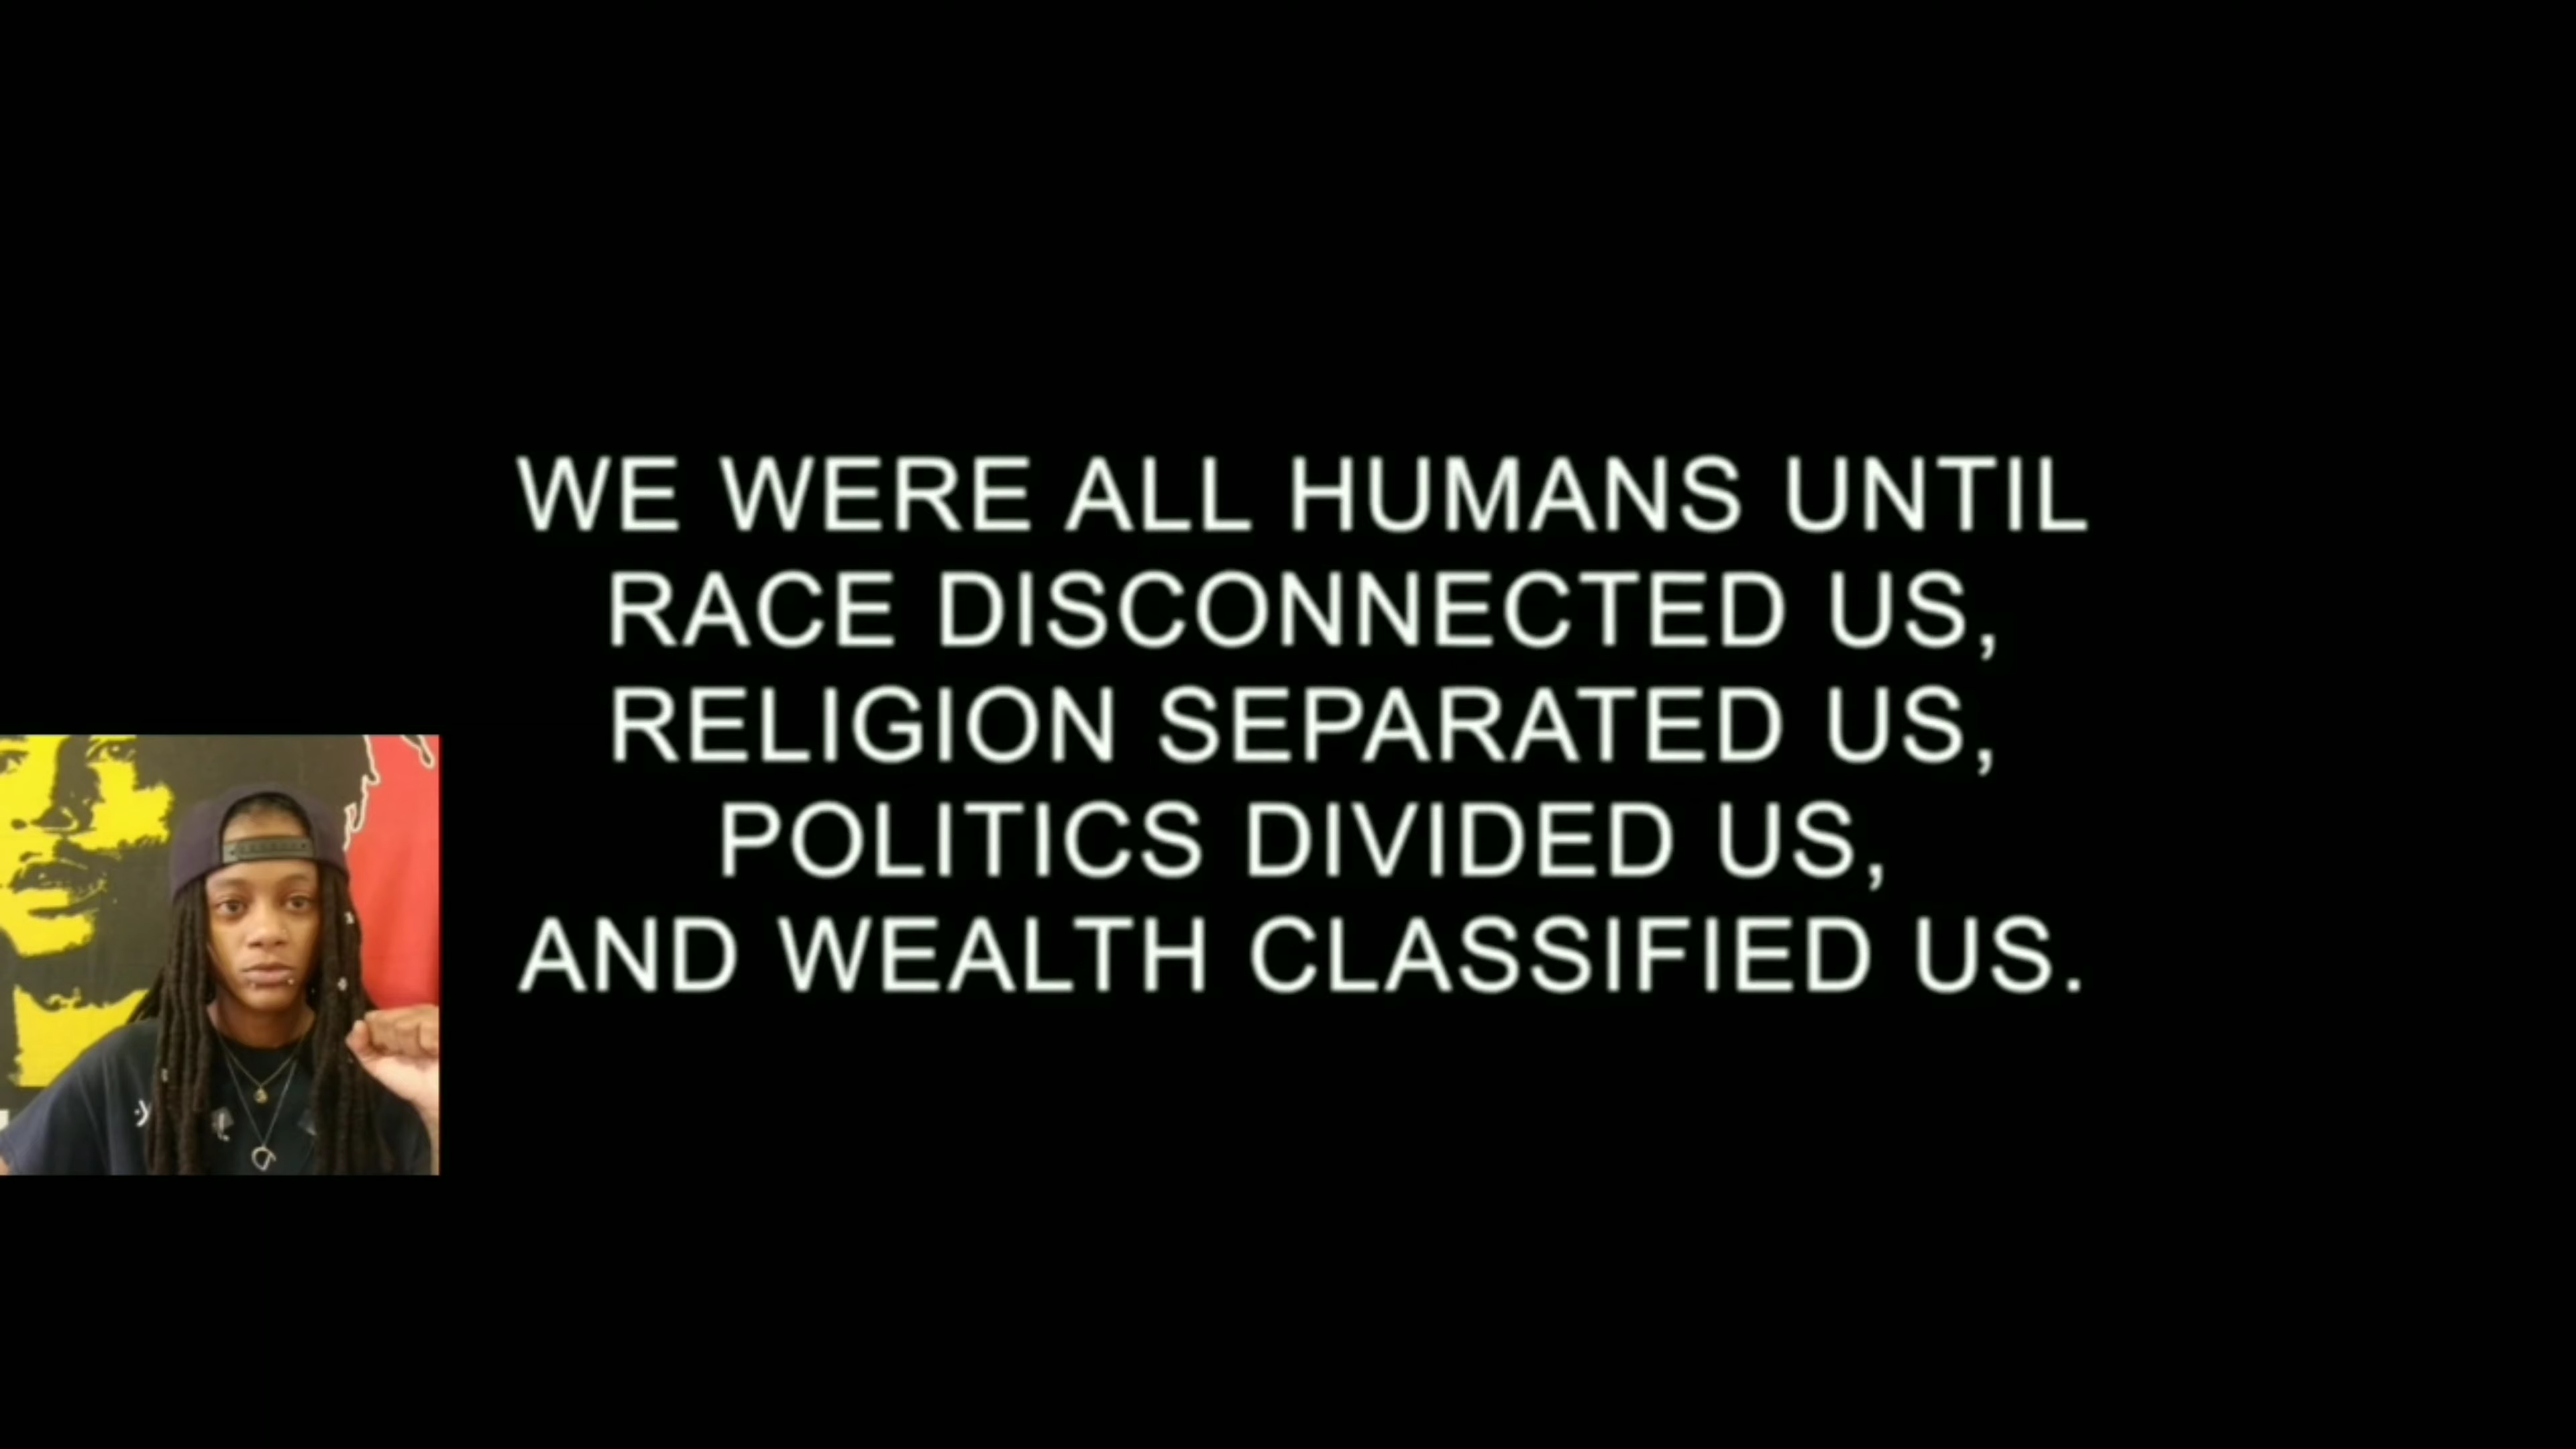 WE WERE ALL HUMANS UNTIL
RACE DISCONNECTED US,
RELIGION SEPARATED US,
POLITICS DIVIDED US,
AND WEALTH CLASSIFIED US.